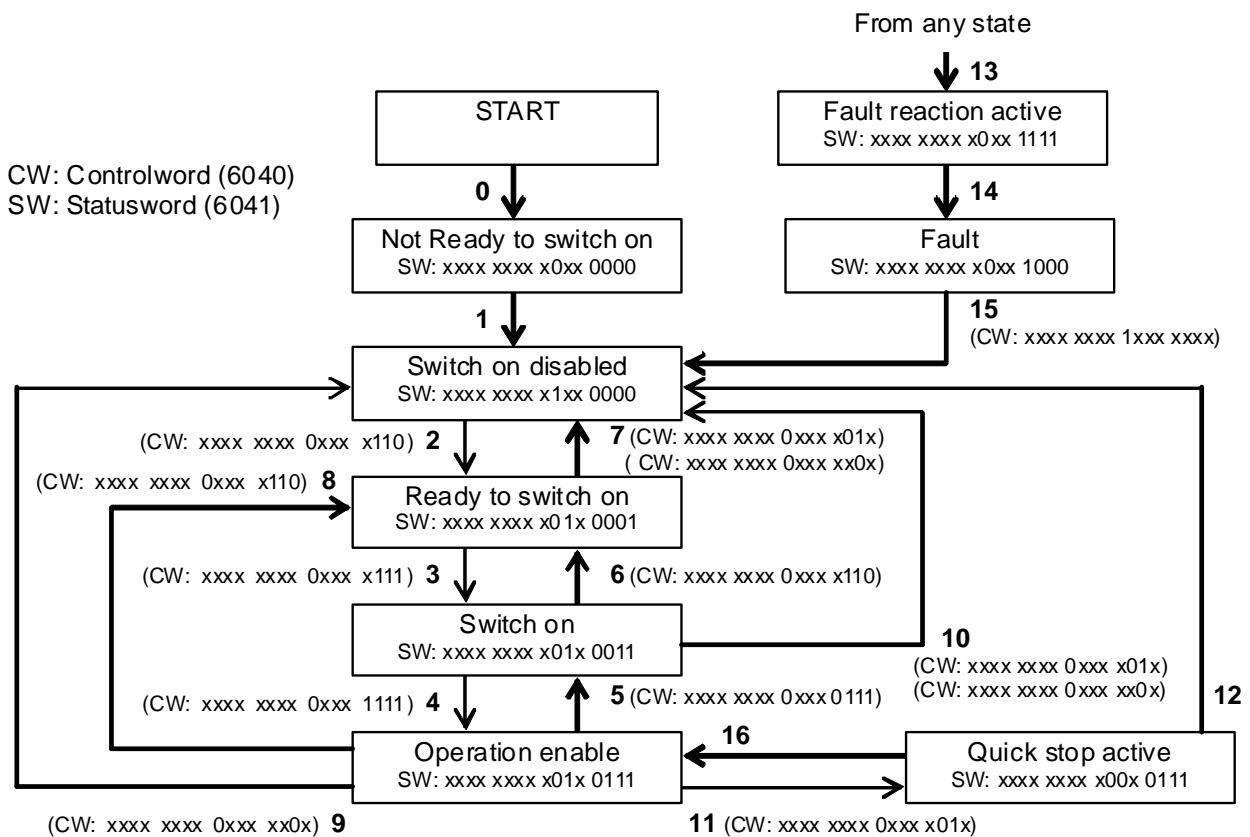 From any state
13
START
Fault reaction active
SW: xxxx xxxx x0xx 1111
CW: Controlword (6040)
SW: Statusword (6041)
0
14
Not Ready to switch on
SW: xxxx xxxx x0xx 0000
Fault
SW: xxxx xxxx x0xx 1000
1
15
(CW: xxxx xxxx 1xxx xxxx)
Switch on disabled
SW: xxxx xxxx x1xx 0000
(CW: xxxx xxxx 0xxx x110) 2
7 (CW: xxxx xxxx 0xxx x01x)
( CW: xxxx xxxx 0xxx xx0x)
(CW: xxxx xxxx 0xxx x110) 8
Ready to switch on
SW: xxxx xxxx x01x 0001
(CW: xxxx xxxx 0xxx x111) 3
6 (CW: xxxx xxxx 0xxx x110)
Switch on
SW: xxxx xxxx x01x 0011
10
(CW: xxxx xxxx 0xxx x01x)
(CW: xxxx xxxx 0xxx xx0x)
12
(CW: xxxx xxxx 0xxx 1111) 4
5 (CW: xxxx xxxx 0xxx 0111)
Operation enable
SW: xxxx xxxx x01x 0111
16
Quick stop active
SW: xxxx xxxx x00x 0111
(CW: xxxx xxxx 0xxx xx0x) 9
11 (CW: xxxx xxxx 0xxx x01x)